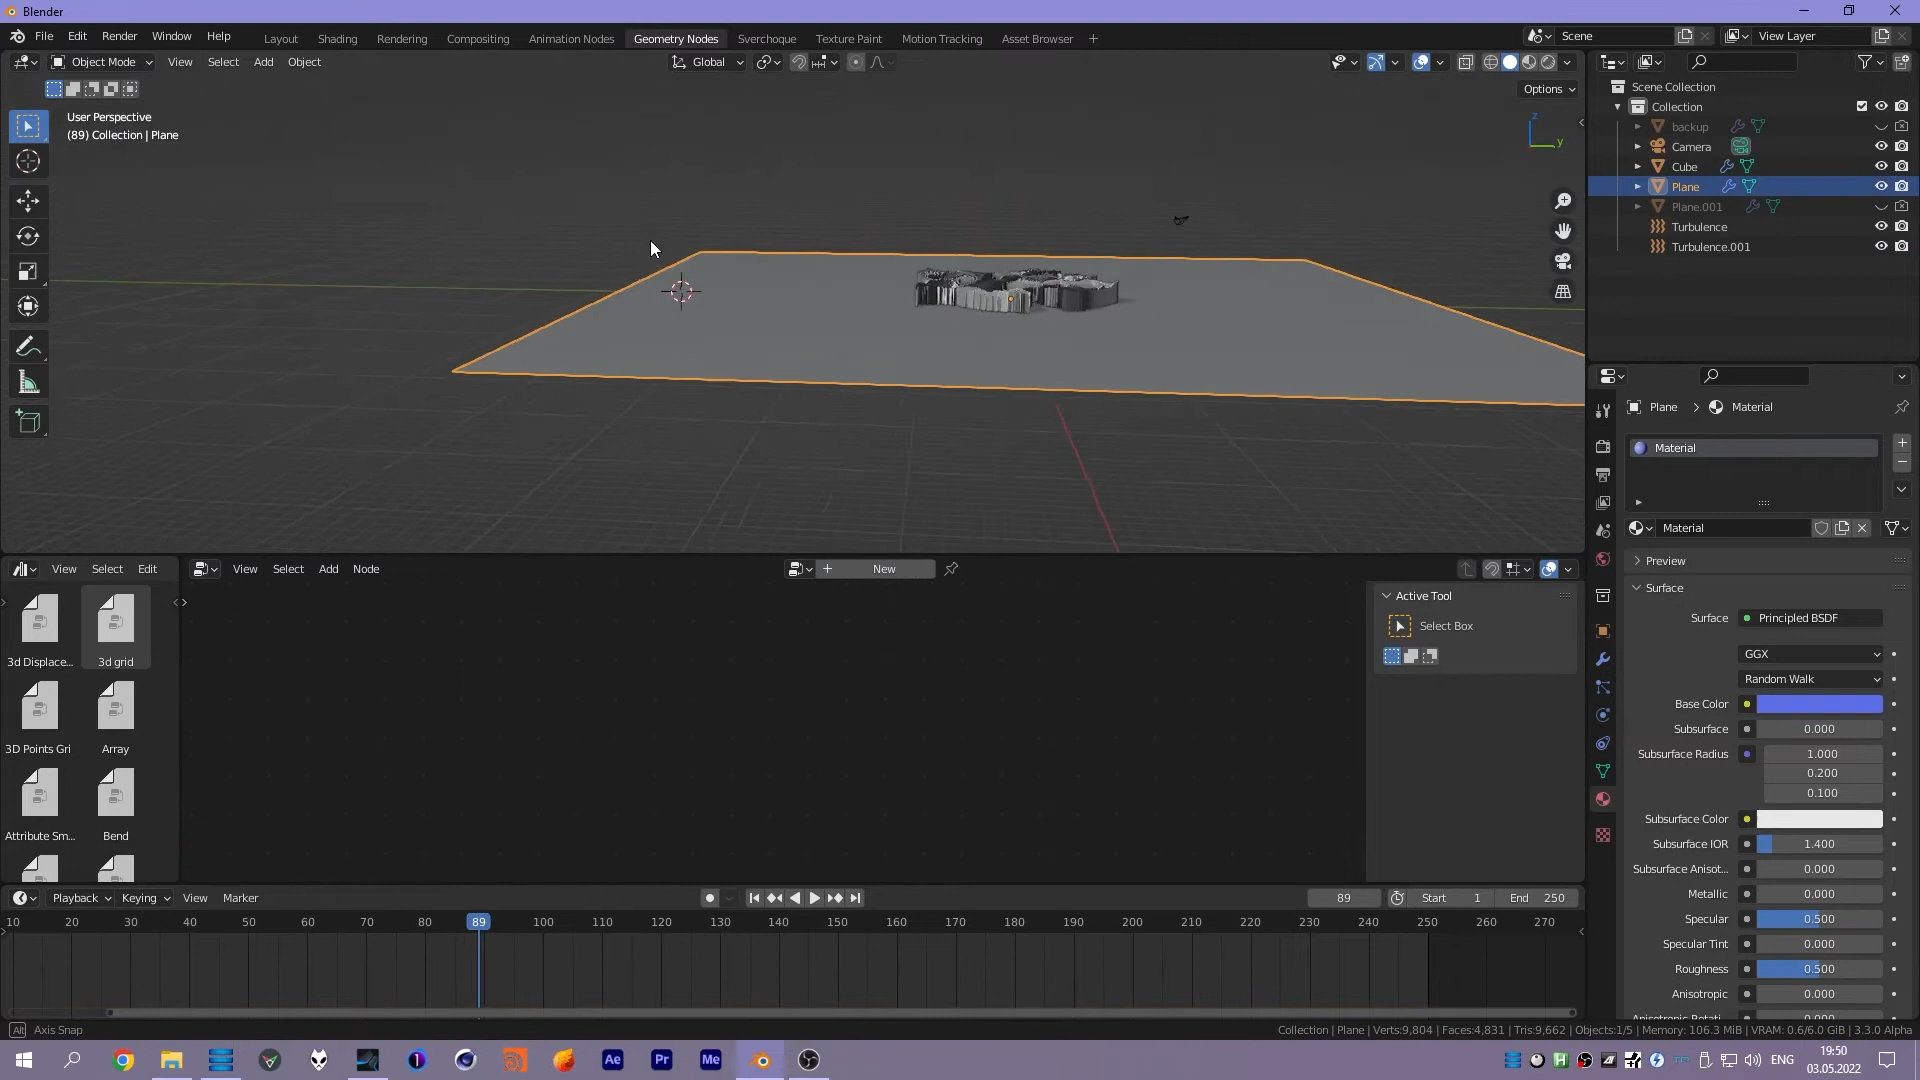 Blender
File Edit Render Window Help
Layout Shading Rendering Compositing Animation Nodes Geometry Nodes Sverchoque Texture Paint Motion Tracking Asset Browser
Scene
View Layer
Object Mode View Select Add Object
Global
Options
User Perspective
(89) Collection | Plane
z
y
Scene Collection
Collection
backup
Camera
Cube
Plane
Plane.001
Turbulence
Turbulence.001
Plane > Material
Material
Material
Preview
Surface
Surface Principled BSDF
GGX
Random Walk
Base Color
Subsurface 0.000
Subsurface Radius 1.000
0.200
0.100
Subsurface Color
Subsurface IOR 1.400
Subsurface Anisot... 0.000
Metallic 0.000
Specular 0.500
Specular Tint 0.000
Roughness 0.500
Anisotropic 0.000
View Select Edit
3d Displace... 3d grid
3D Points Gri Array
Attribute Sm... Bend
View Select Add Node
New
Active Tool
Select Box
Playback Keying View Marker
89 Start 1 End 250
10 20 30 40 50 60 70 80 89 100 110 120 130 140 150 160 170 180 190 200 210 220 230 240 250 260 270
Alt Axis Snap
Collection | Plane | Verts:9,804 | Faces:4,831 | Tris:9,662 | Objects:1/5 | Memory: 106.3 MiB | VRAM: 0.6/6.0 GiB | 3.3.0 Alpha
Ae Pr Me
ENG
19:50
03.05.2022